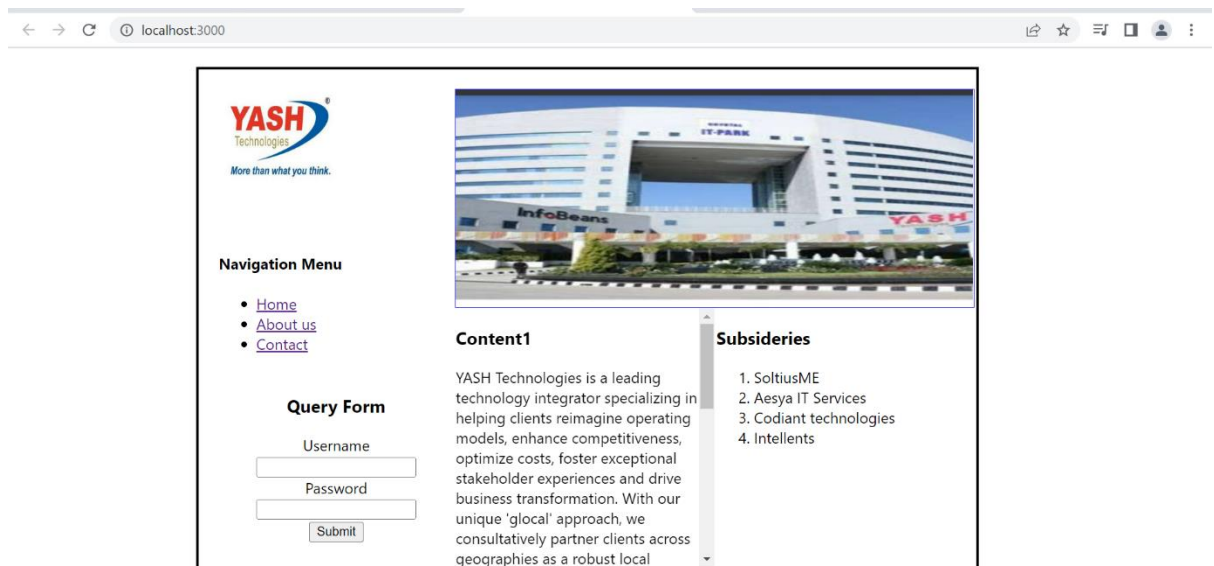 localhost:3000
YASH
Technologies
More than what you think.
CRYSTAL
IT-PARK
InfoBeans
YASH
Navigation Menu
Home
About us
Contact
Query Form
Username
Password
Submit
Content1
YASH Technologies is a leading
technology integrator specializing in
helping clients reimagine operating
models, enhance competitiveness,
optimize costs, foster exceptional
stakeholder experiences and drive
business transformation. With our
unique 'glocal' approach, we
consultatively partner clients across
geographies as a robust local
Subsideries
1. SoltiusME
2. Aesya IT Services
3. Codiant technologies
4. Intellents